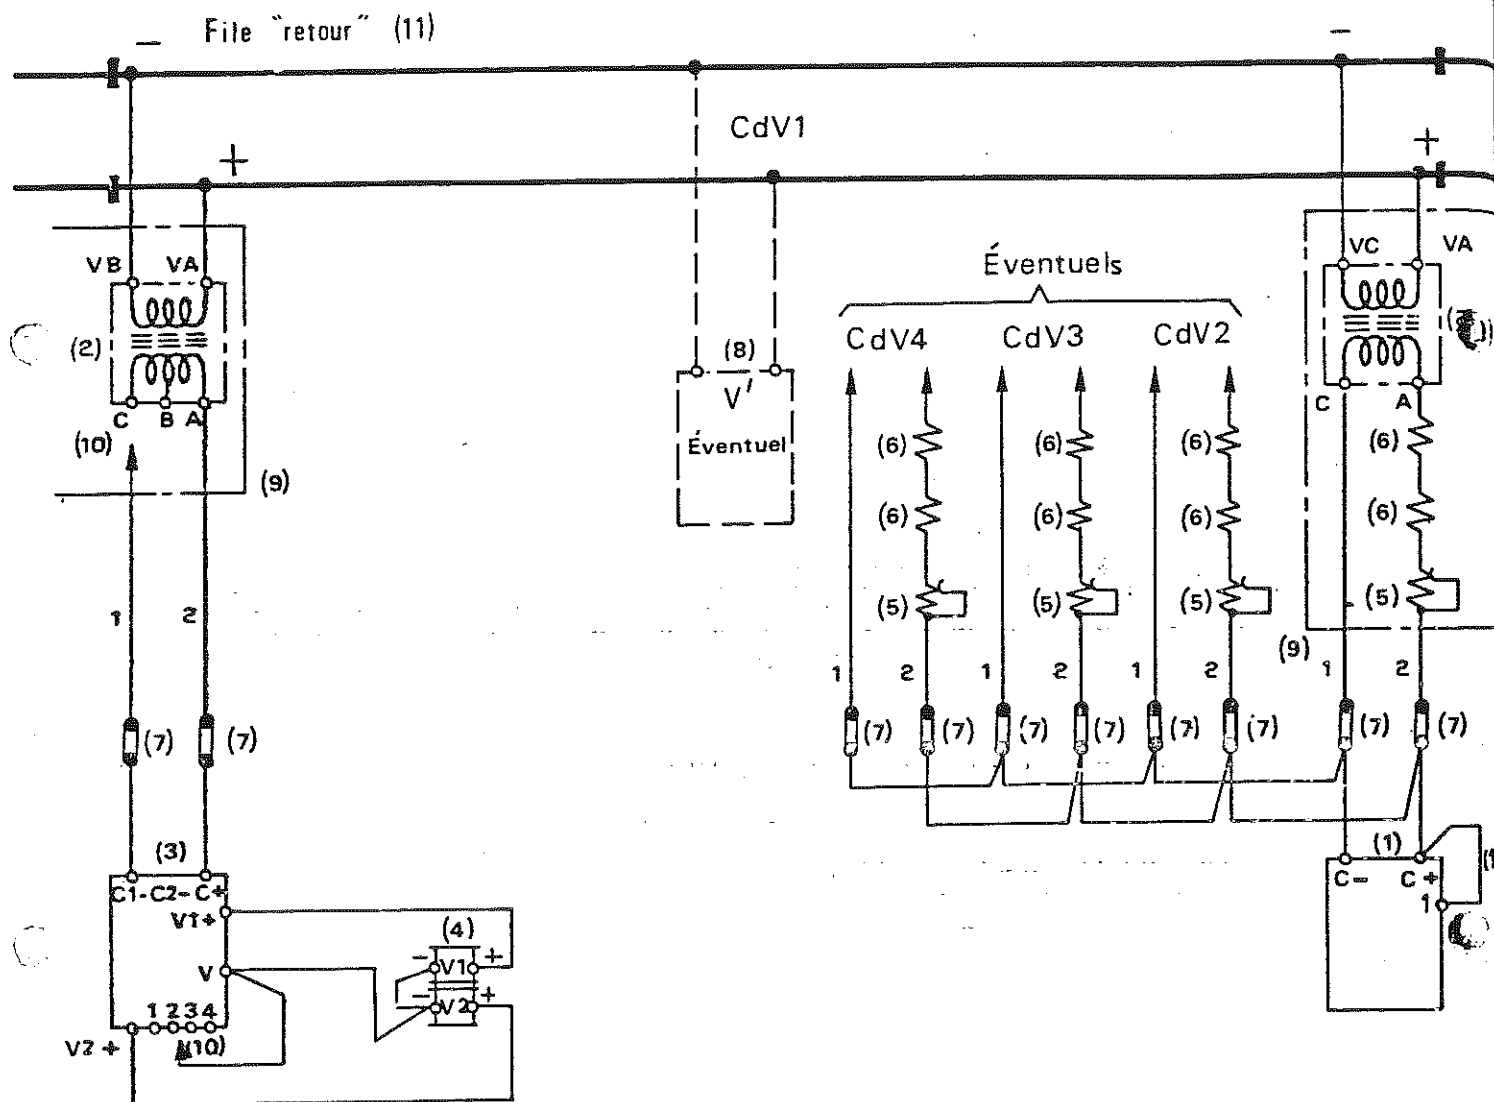 File "retour" (11)
− −
CdV1
+ +
VB VA
VC VA
Éventuels
CdV4 CdV3 CdV2
(2)
(8)
V'
Éventuel
C B A
C A
(10)
(9)
(6) (6) (6) (6)
(6) (6) (6) (6)
(5) (5) (5) (5)
(9)
1 2
1 2 1 2 1 2 1 2
(7) (7)
(7) (7) (7) (7) (7) (7) (7) (7)
(3)
C1- C2- C+
V1+
V
1 2 3 4
V2 +
(10)
(4)
- V1 +
- V2 +
(1)
C- C+
1